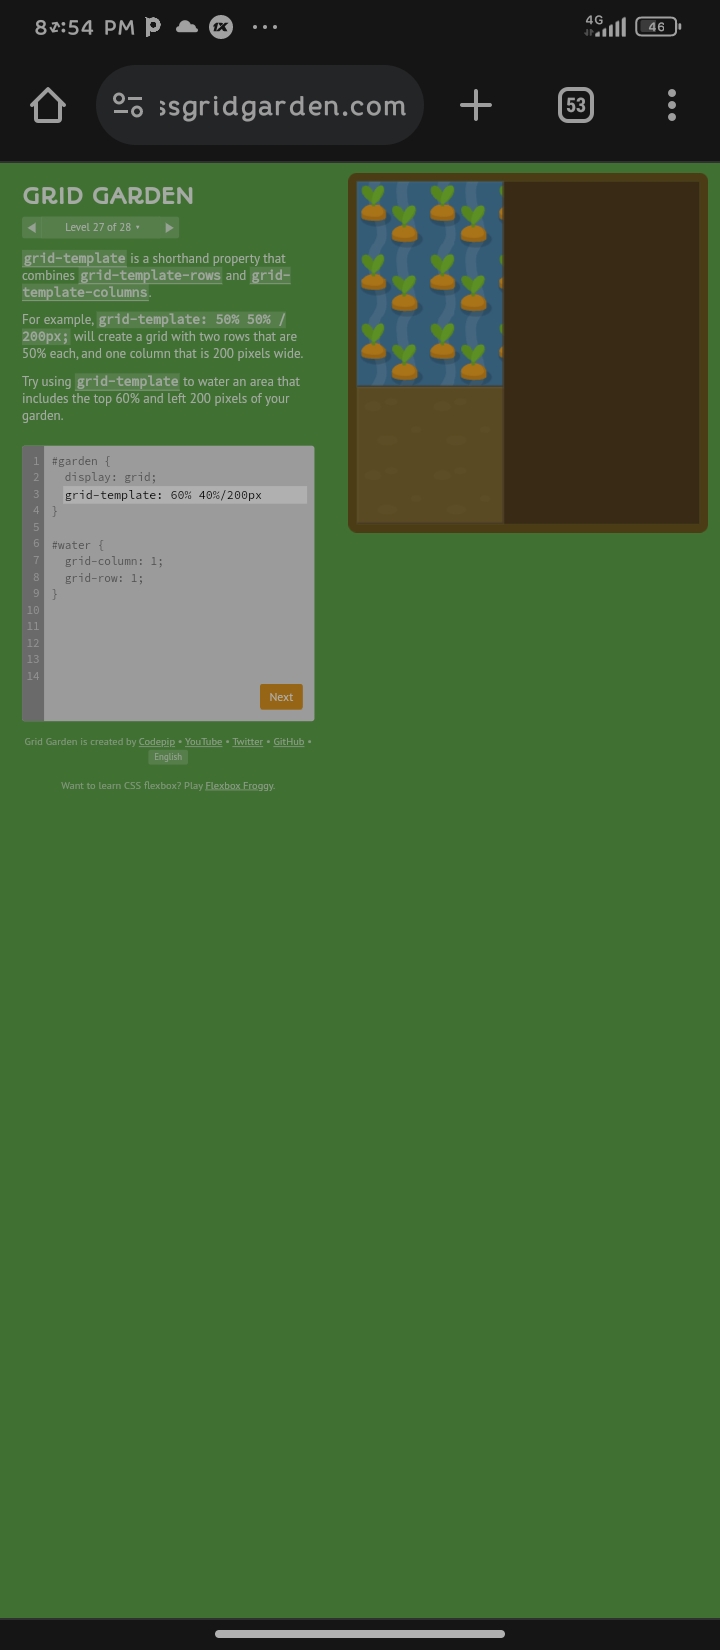 8:54 PM
4G
46
ssgridgarden.com
53
GRID GARDEN
Level 27 of 28
grid-template is a shorthand property that
combines grid-template-rows and grid-
template-columns.
For example, grid-template: 50% 50% /
200px; will create a grid with two rows that are
50% each, and one column that is 200 pixels wide.
Try using grid-template to water an area that
includes the top 60% and left 200 pixels of your
garden.
1 #garden {
2 display: grid;
3 grid-template: 60% 40%/200px
4 }
5
6 #water {
7 grid-column: 1;
8 grid-row: 1;
9 }
10
11
12
13
14
Next
Grid Garden is created by Codepip • YouTube • Twitter • GitHub •
English
Want to learn CSS flexbox? Play Flexbox Froggy.